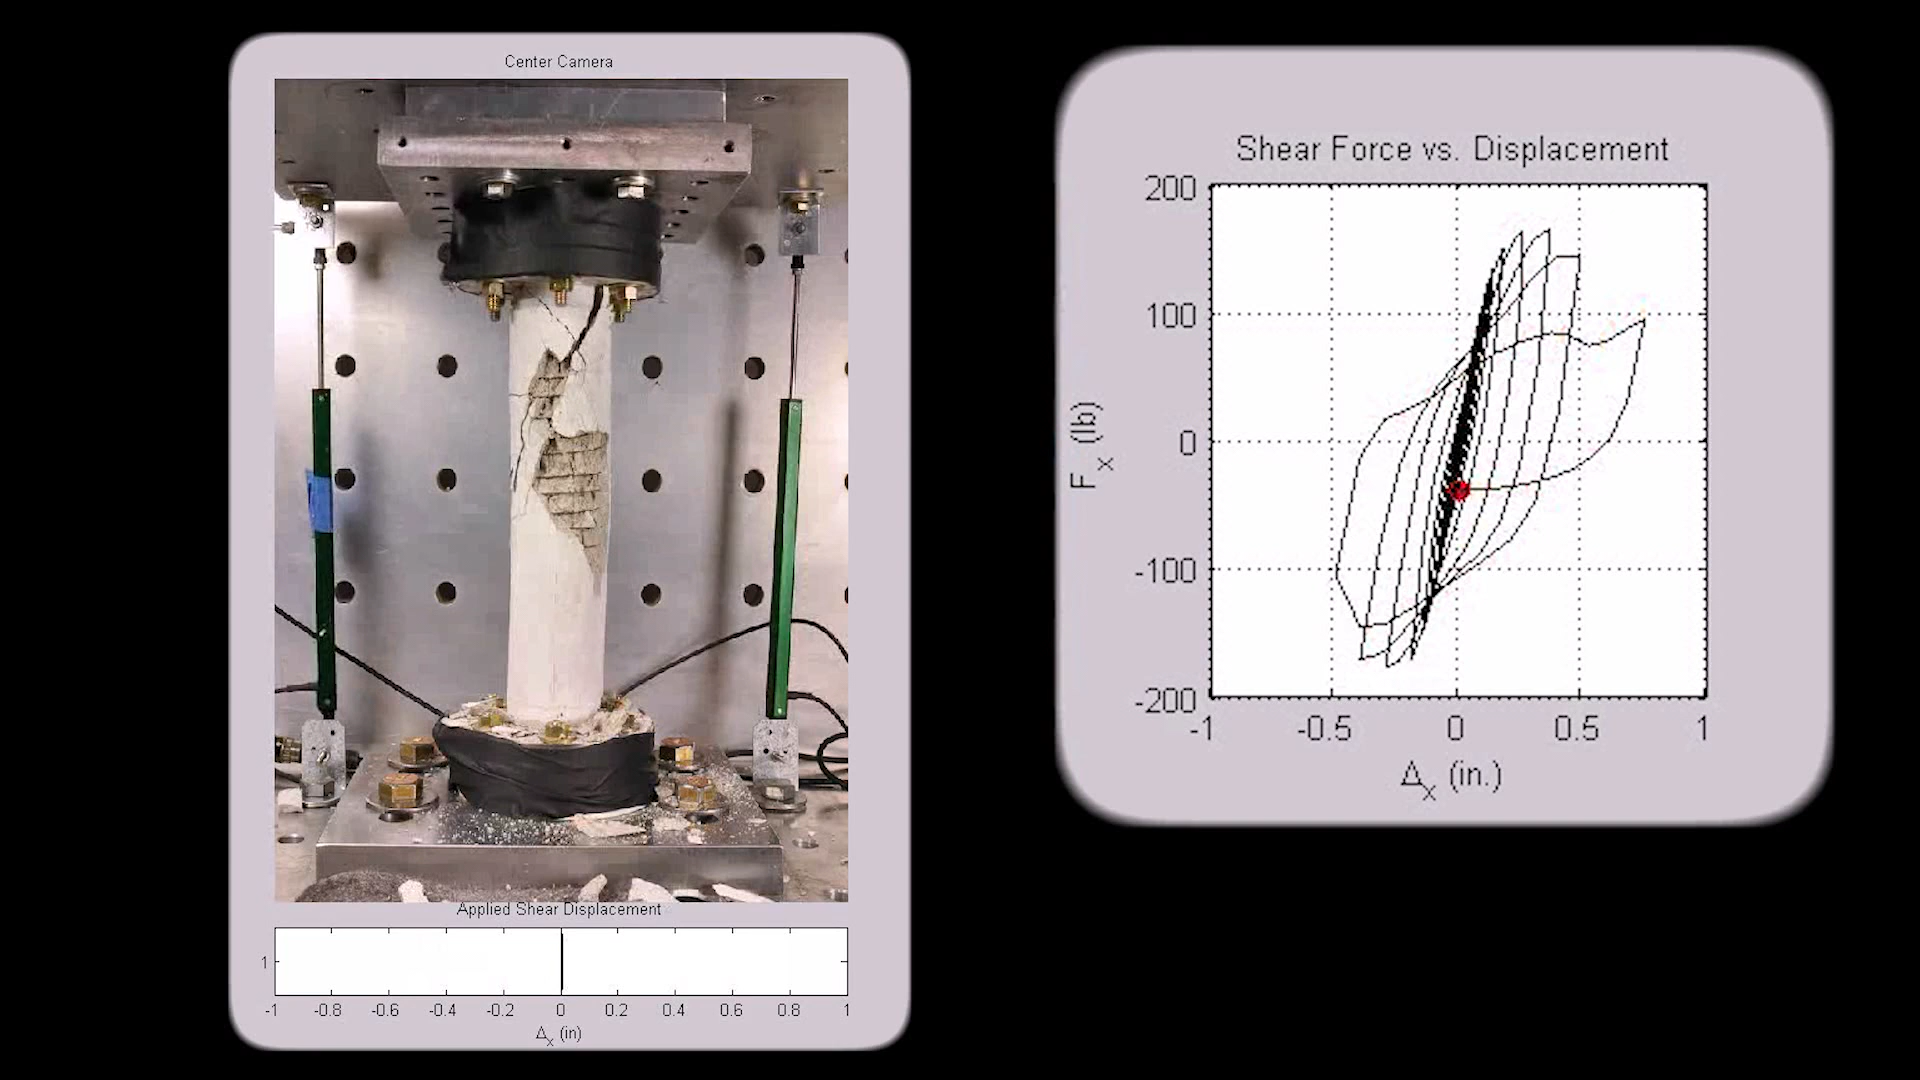 Center Camera
Applied Shear Displacement
1
-1 -0.8 -0.6 -0.4 -0.2 0 0.2 0.4 0.6 0.8 1
Δx (in)
Shear Force vs. Displacement
200
100
0
-100
-200
Fx (lb)
-1 -0.5 0 0.5 1
Δx (in.)